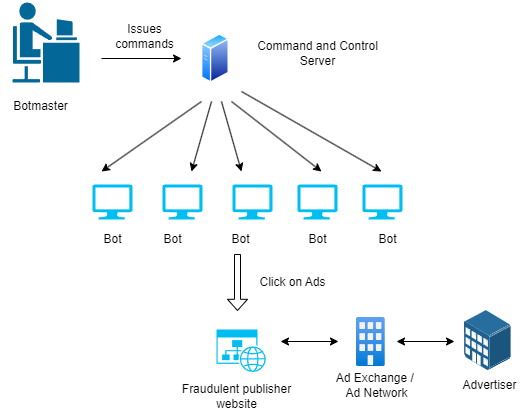 Issues
commands
Command and Control
Server
Botmaster
Bot
Bot
Bot
Bot
Bot
Click on Ads
Fraudulent publisher
website
Ad Exchange /
Ad Network
Advertiser